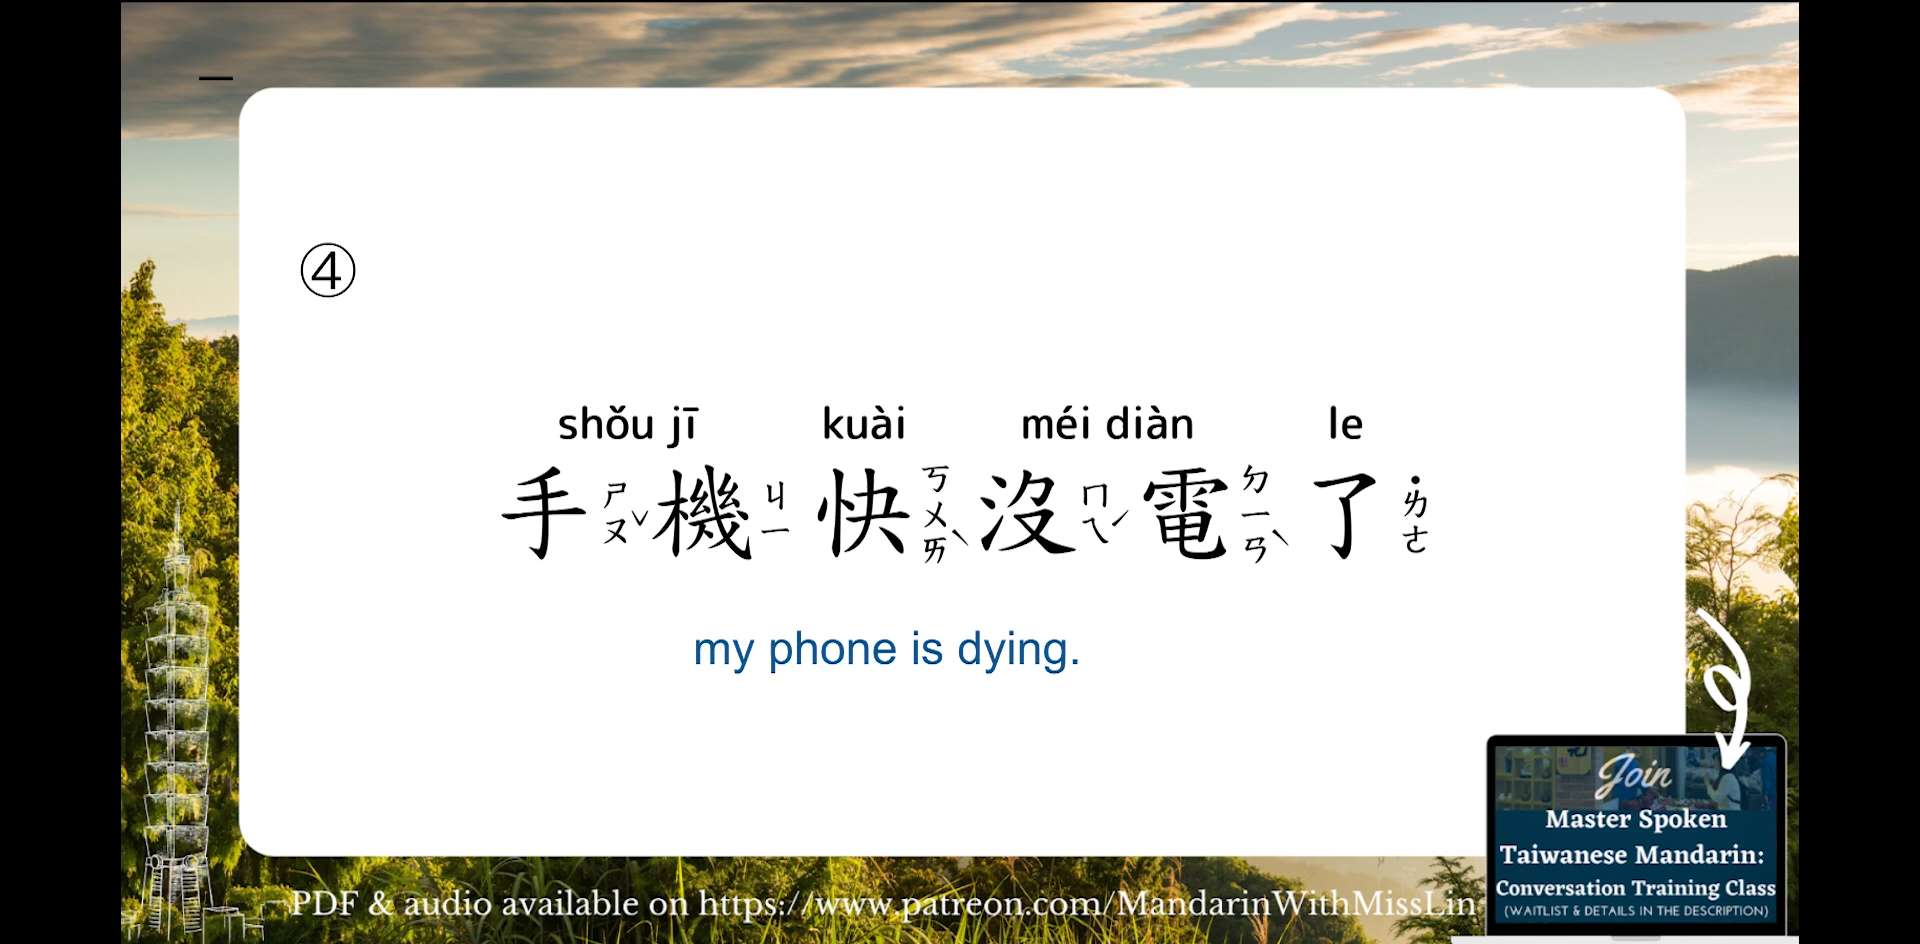 ④
shǒu jī kuài méi diàn le
手ㄕㄡˇ機ㄐㄧ快ㄎㄨㄞˋ沒ㄇㄟˊ電ㄉㄧㄢˋ了˙ㄌㄜ
my phone is dying.
Join
Master Spoken
Taiwanese Mandarin:
Conversation Training Class
(WAITLIST & DETAILS IN THE DESCRIPTION)
PDF & audio available on https://www.patreon.com/MandarinWithMissLin